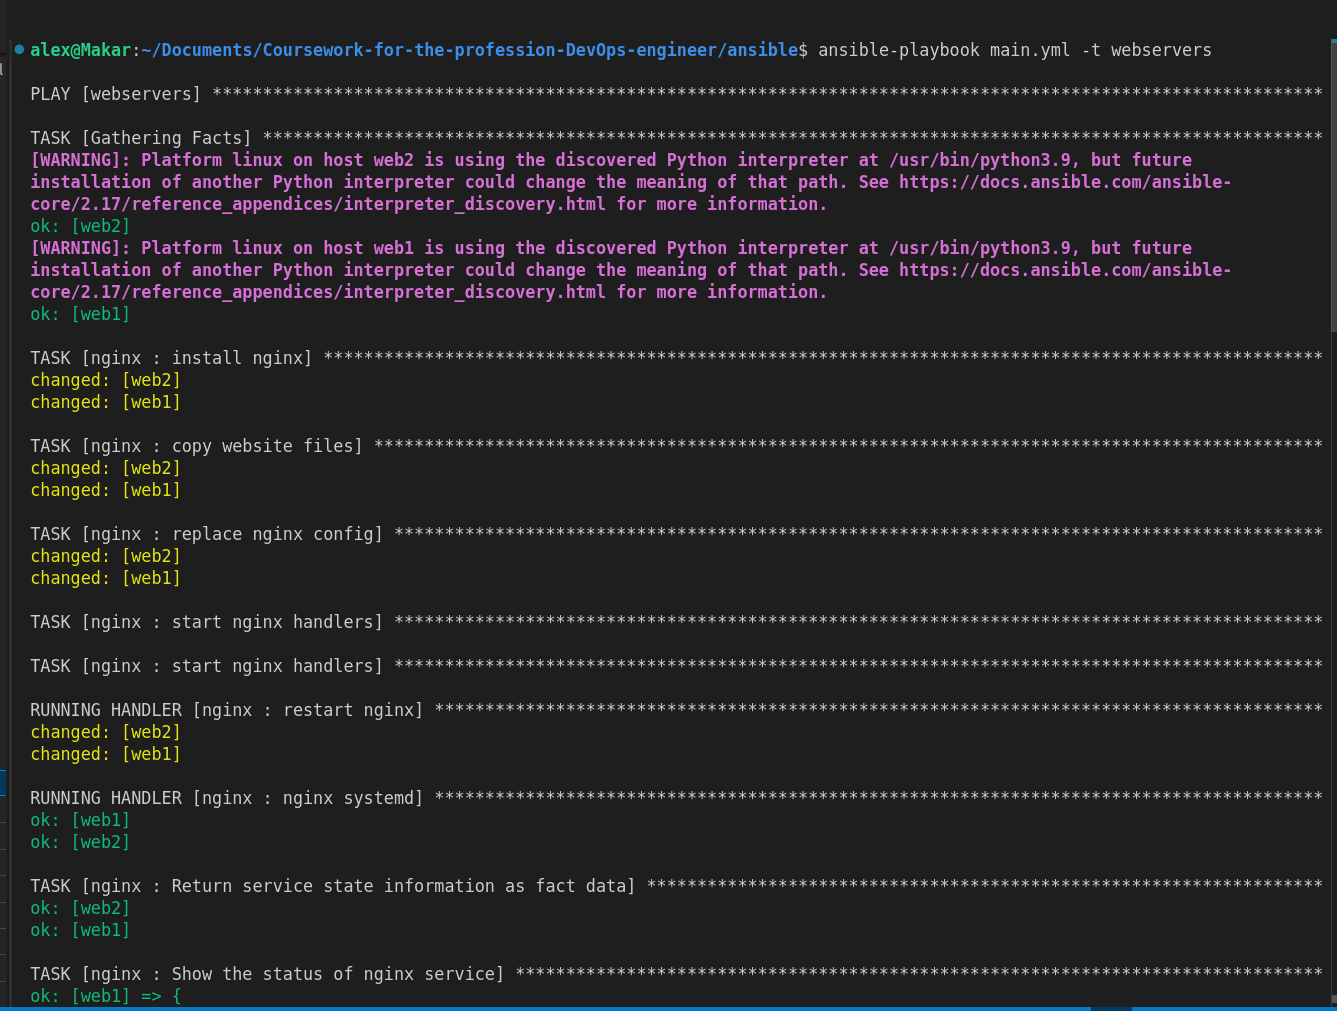 alex@Makar:~/Documents/Coursework-for-the-profession-DevOps-engineer/ansible$ ansible-playbook main.yml -t webservers
PLAY [webservers] **************************************************************************************************************
TASK [Gathering Facts] *********************************************************************************************************
[WARNING]: Platform linux on host web2 is using the discovered Python interpreter at /usr/bin/python3.9, but future
installation of another Python interpreter could change the meaning of that path. See https://docs.ansible.com/ansible-
core/2.17/reference_appendices/interpreter_discovery.html for more information.
ok: [web2]
[WARNING]: Platform linux on host web1 is using the discovered Python interpreter at /usr/bin/python3.9, but future
installation of another Python interpreter could change the meaning of that path. See https://docs.ansible.com/ansible-
core/2.17/reference_appendices/interpreter_discovery.html for more information.
ok: [web1]
TASK [nginx : install nginx] ***************************************************************************************************
changed: [web2]
changed: [web1]
TASK [nginx : copy website files] **********************************************************************************************
changed: [web2]
changed: [web1]
TASK [nginx : replace nginx config] ********************************************************************************************
changed: [web2]
changed: [web1]
TASK [nginx : start nginx handlers] ********************************************************************************************
TASK [nginx : start nginx handlers] ********************************************************************************************
RUNNING HANDLER [nginx : restart nginx] ****************************************************************************************
changed: [web2]
changed: [web1]
RUNNING HANDLER [nginx : nginx systemd] ****************************************************************************************
ok: [web1]
ok: [web2]
TASK [nginx : Return service state information as fact data] *******************************************************************
ok: [web2]
ok: [web1]
TASK [nginx : Show the status of nginx service] ********************************************************************************
ok: [web1] => {